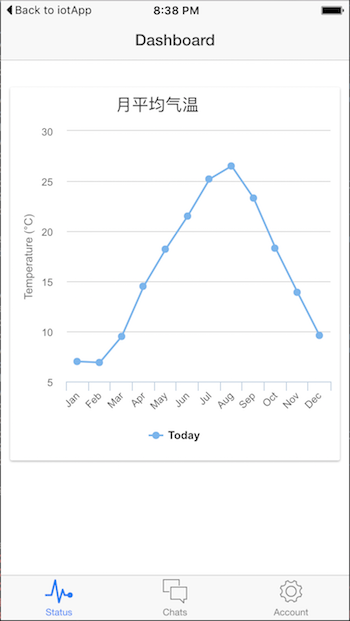 Back to iotApp 8:38 PM
Dashboard
月平均气温
Temperature (°C)
30
25
20
15
10
5
Jan Feb Mar Apr May Jun Jul Aug Sep Oct Nov Dec
Today
Status Chats Account